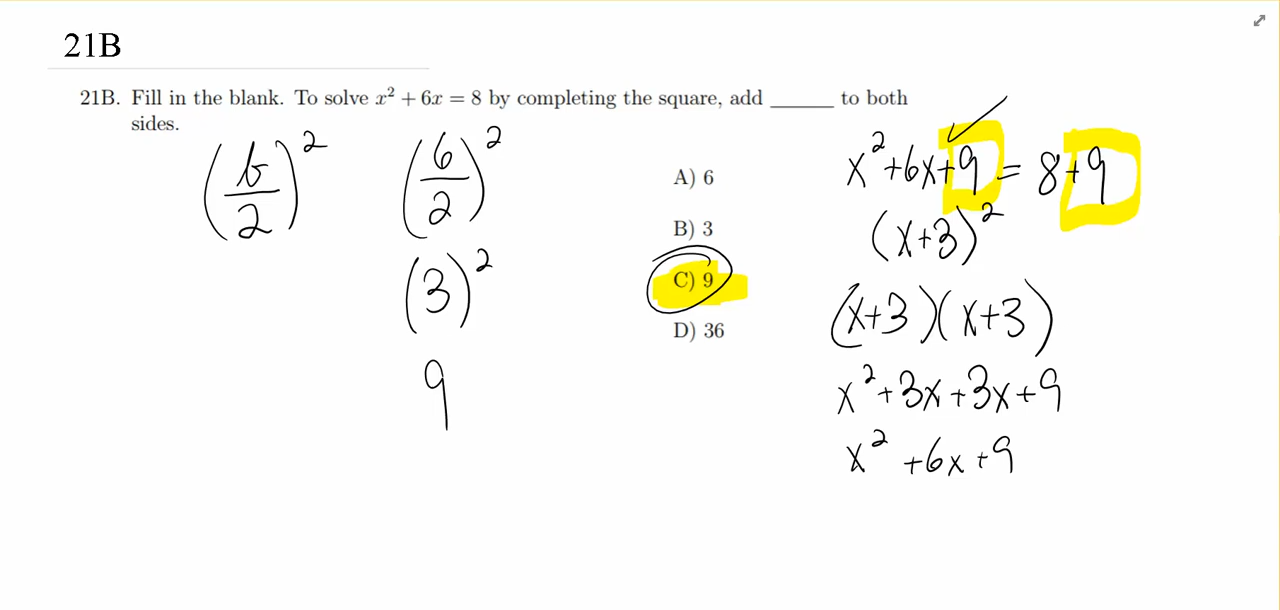 21B
21B. Fill in the blank. To solve x² + 6x = 8 by completing the square, add ______ to both
sides.
(b/2)²
(6/2)²
(3)²
9
A) 6
B) 3
C) 9
D) 36
x²+6x+9 = 8+9
(x+3)²
(x+3)(x+3)
x²+3x+3x+9
x² +6x+9